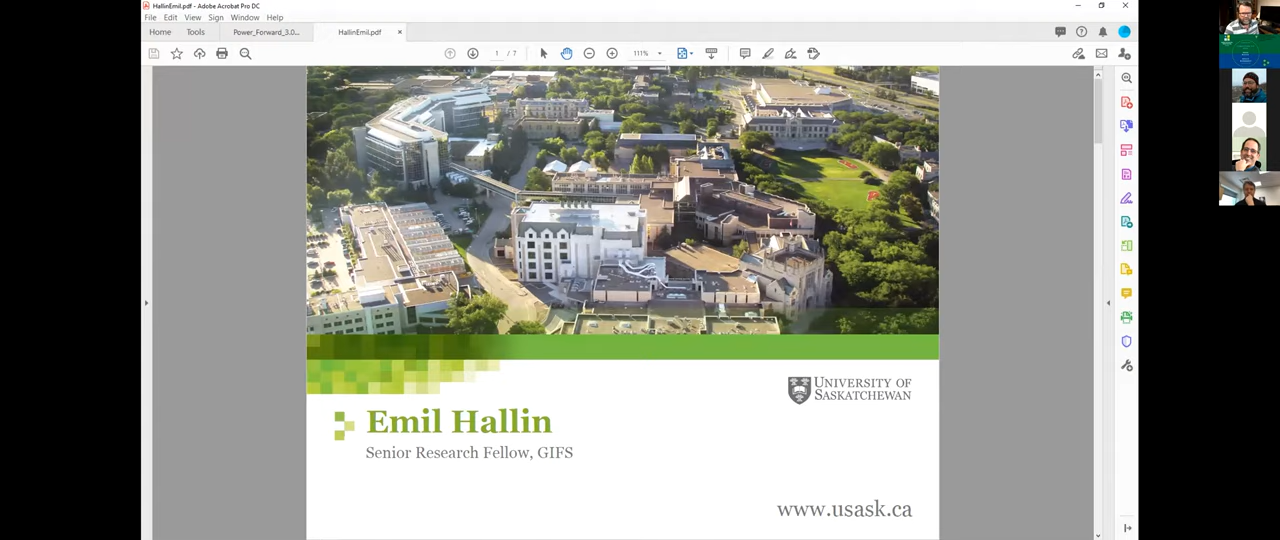 HallinEmil.pdf - Adobe Acrobat Pro DC
File Edit View Sign Window Help
Home Tools Power_Forward_3.0... HallinEmil.pdf ×
1 / 7 111%
UNIVERSITY OF
SASKATCHEWAN
Emil Hallin
Senior Research Fellow, GIFS
www.usask.ca